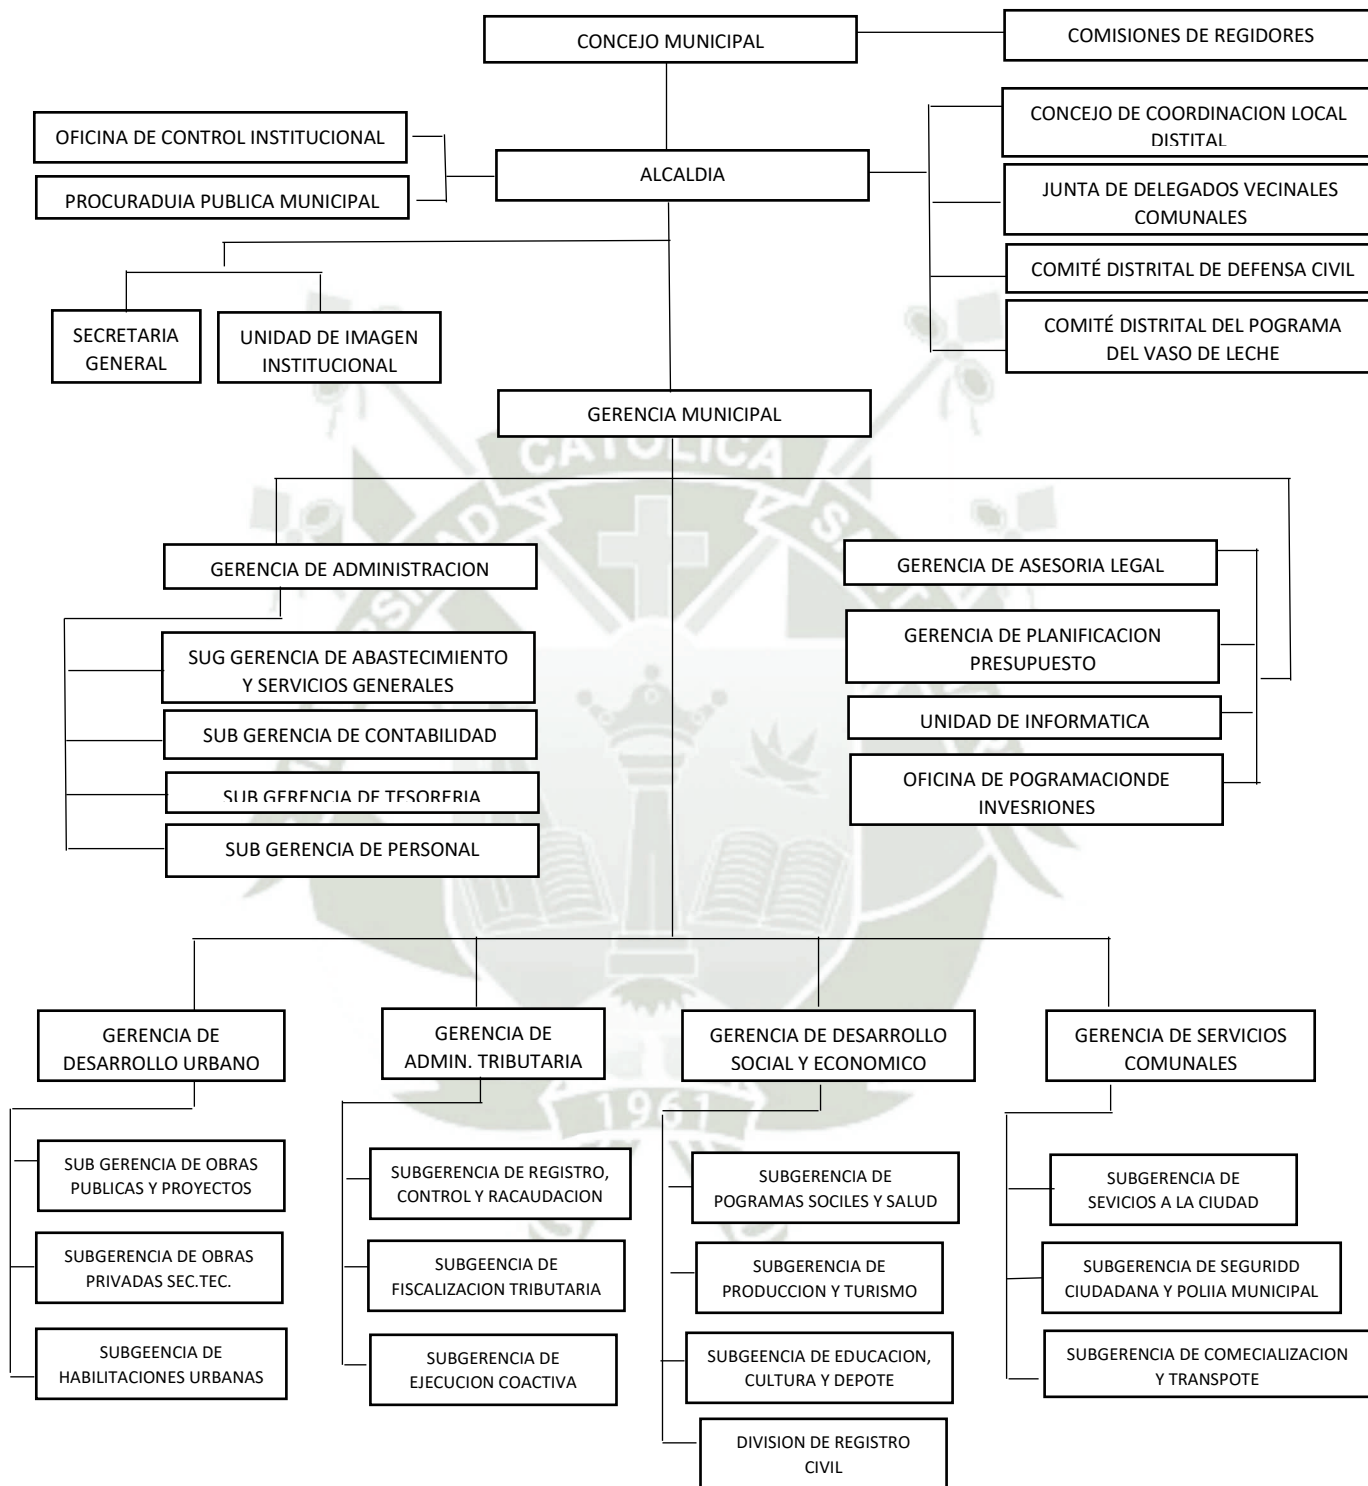 CONCEJO MUNICIPAL
COMISIONES DE REGIDORES
OFICINA DE CONTROL INSTITUCIONAL
PROCURADUIA PUBLICA MUNICIPAL
ALCALDIA
CONCEJO DE COORDINACION LOCAL
DISTITAL
JUNTA DE DELEGADOS VECINALES
COMUNALES
COMITÉ DISTRITAL DE DEFENSA CIVIL
COMITÉ DISTRITAL DEL POGRAMA
DEL VASO DE LECHE
SECRETARIA
GENERAL
UNIDAD DE IMAGEN
INSTITUCIONAL
GERENCIA MUNICIPAL
CATOLICA
GERENCIA DE ADMINISTRACION
SUG GERENCIA DE ABASTECIMIENTO
Y SERVICIOS GENERALES
SUB GERENCIA DE CONTABILIDAD
SUB GERENCIA DE TESORERIA
SUB GERENCIA DE PERSONAL
GERENCIA DE ASESORIA LEGAL
GERENCIA DE PLANIFICACION
PRESUPUESTO
UNIDAD DE INFORMATICA
OFICINA DE POGRAMACIONDE
INVESRIONES
GERENCIA DE
DESARROLLO URBANO
SUB GERENCIA DE OBRAS
PUBLICAS Y PROYECTOS
SUBGERENCIA DE OBRAS
PRIVADAS SEC.TEC.
SUBGEENCIA DE
HABILITACIONES URBANAS
GERENCIA DE
ADMIN. TRIBUTARIA
SUBGERENCIA DE REGISTRO,
CONTROL Y RACAUDACION
SUBGEENCIA DE
FISCALIZACION TRIBUTARIA
SUBGERENCIA DE
EJECUCION COACTIVA
GERENCIA DE DESARROLLO
SOCIAL Y ECONOMICO
1961
SUBGERENCIA DE
POGRAMAS SOCILES Y SALUD
SUBGERENCIA DE
PRODUCCION Y TURISMO
SUBGEENCIA DE EDUCACION,
CULTURA Y DEPOTE
DIVISION DE REGISTRO
CIVIL
GERENCIA DE SERVICIOS
COMUNALES
SUBGERENCIA DE
SEVICIOS A LA CIUDAD
SUBGERENCIA DE SEGURIDD
CIUDADANA Y POLIIA MUNICIPAL
SUBGERENCIA DE COMECIALIZACION
Y TRANSPOTE